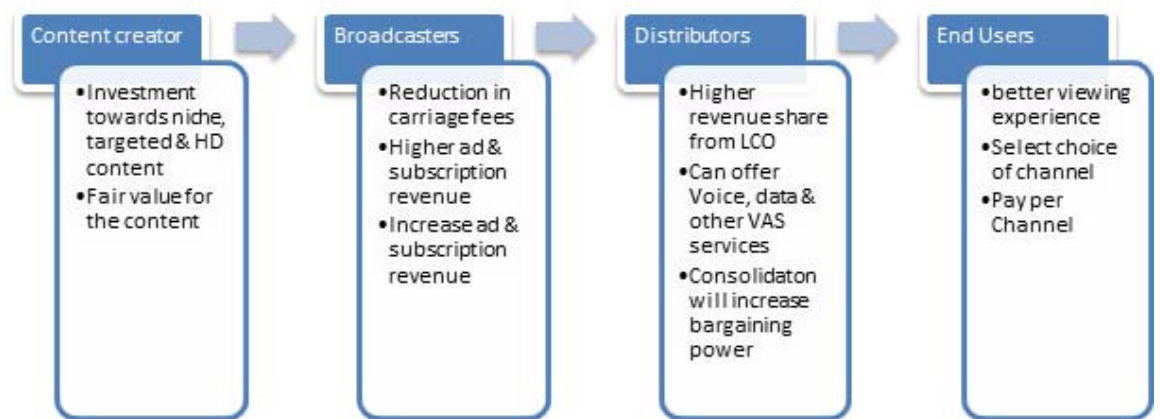 Content creator
•Investment
towards niche,
targeted & HD
content
•Fair value for
the content
Broadcasters
•Reduction in
carriage fees
•Higher ad &
subscription
revenue
•Increase ad &
subscription
revenue
Distributors
•Higher
revenue share
from LCO
•Can offer
Voice, data &
other VAS
services
•Consolidaton
will increase
bargaining
power
End Users
•better viewing
experience
•Select choice
of channel
•Pay per
Channel